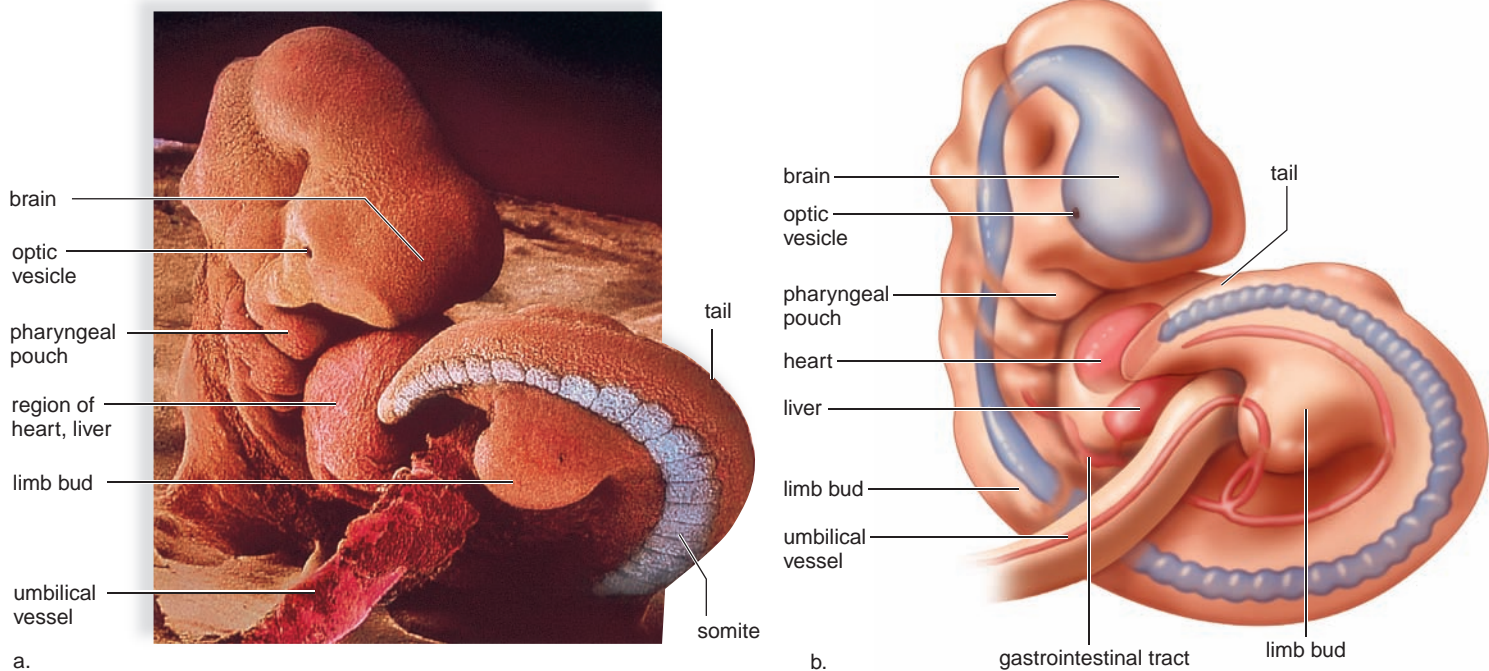 brain
optic
vesicle
pharyngeal
pouch
region of
heart, liver
limb bud
umbilical
vessel
tail
somite
a.
brain
optic
vesicle
pharyngeal
pouch
heart
liver
limb bud
umbilical
vessel
tail
gastrointestinal tract
limb bud
b.